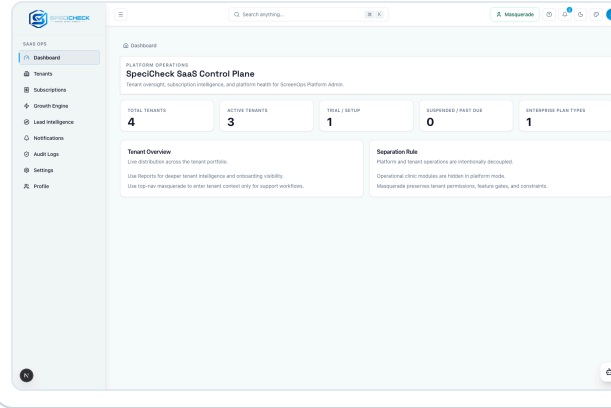 SPECICHECK
SAAS OPS
Dashboard
Tenants
Subscriptions
Growth Engine
Lead Intelligence
Notifications
Audit Logs
Settings
Profile
N
Search anything...
⌘ K
Masquerade
Dashboard
PLATFORM OPERATIONS
SpeciCheck SaaS Control Plane
Tenant oversight, subscription intelligence, and platform health for ScreenOps Platform Admin.
TOTAL TENANTS
4
ACTIVE TENANTS
3
TRIAL / SETUP
1
SUSPENDED / PAST DUE
0
ENTERPRISE PLAN TYPES
1
Tenant Overview
Live distribution across the tenant portfolio.
Use Reports for deeper tenant intelligence and onboarding visibility.
Use top-nav masquerade to enter tenant context only for support workflows.
Separation Rule
Platform and tenant operations are intentionally decoupled.
Operational clinic modules are hidden in platform mode.
Masquerade preserves tenant permissions, feature gates, and constraints.